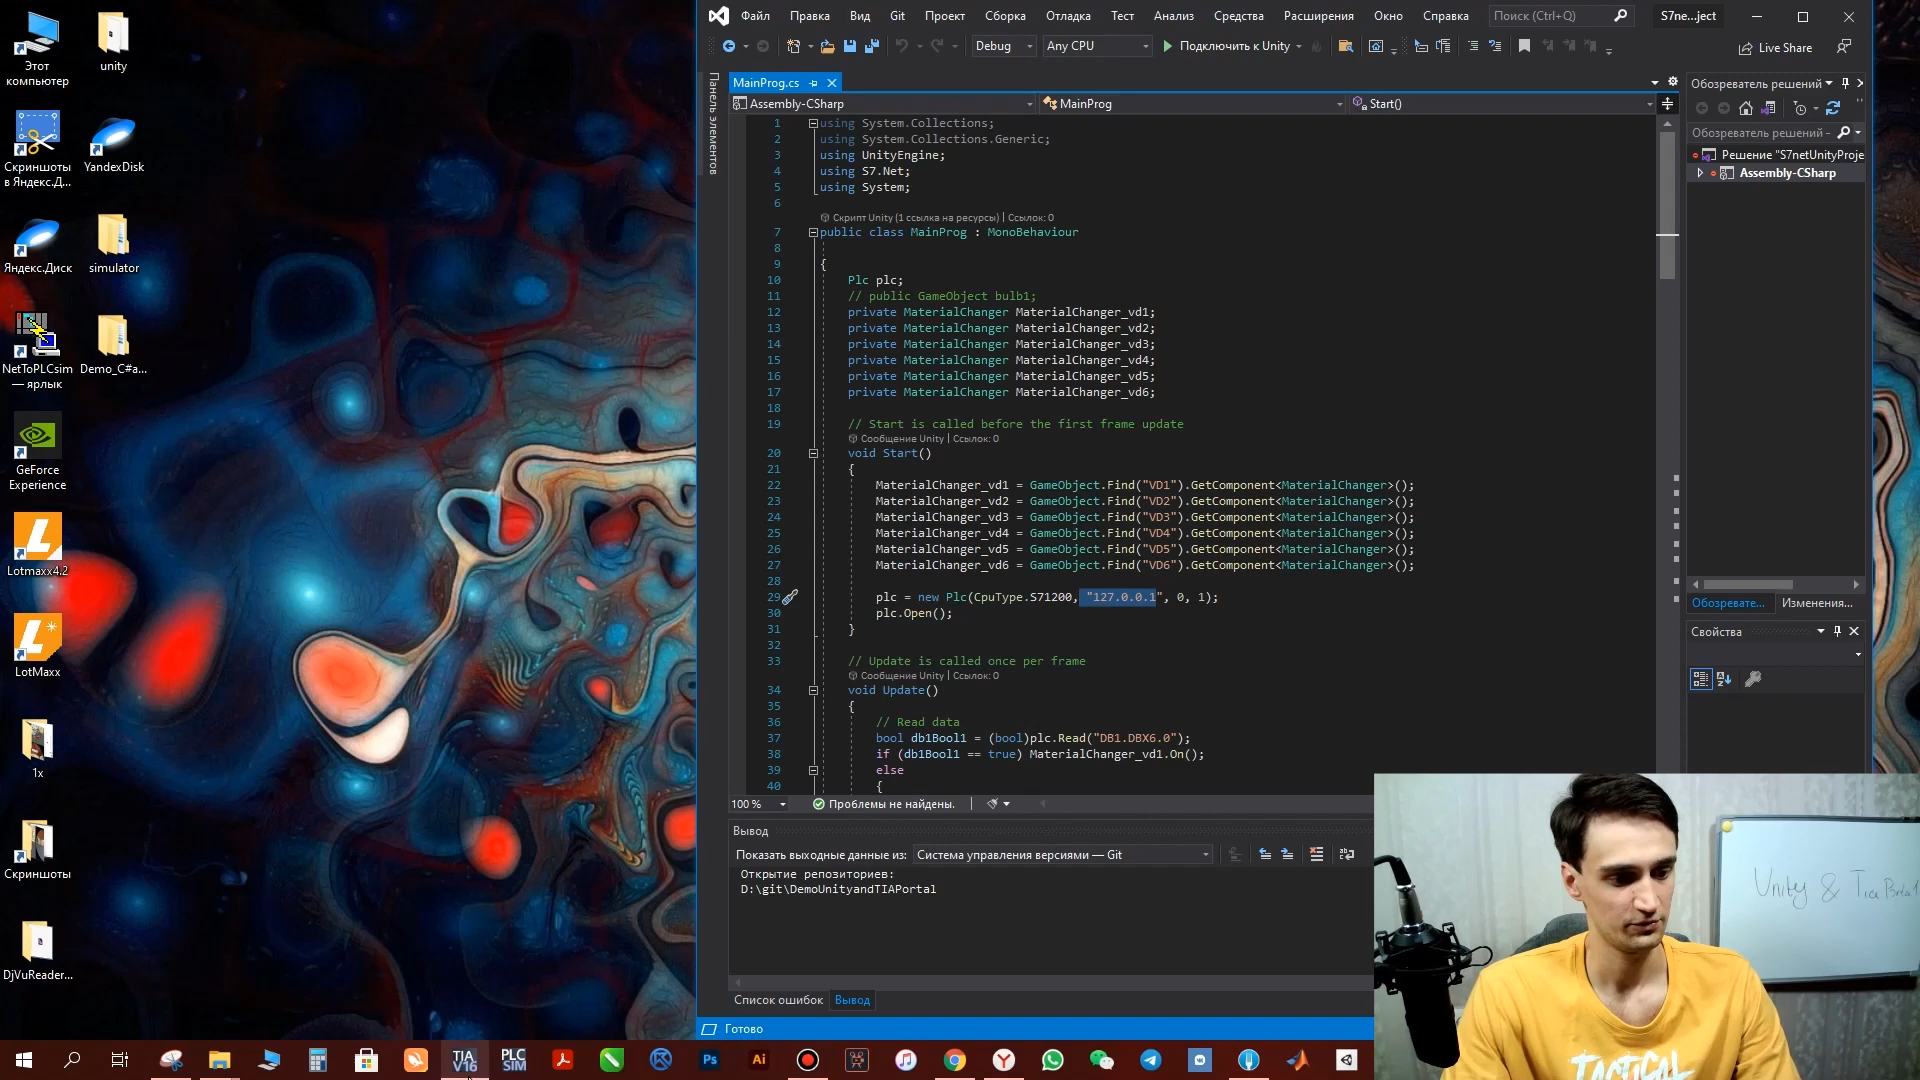 Этот
компьютер
unity
Скриншоты
в Яндекс.Д...
YandexDisk
Яндекс.Диск
simulator
NetToPLCsim
— ярлык
Demo_C#a...
GeForce
Experience
Lotmaxx4.2
LotMaxx
1x
Скриншоты
DjVuReader...
Файл Правка Вид Git Проект Сборка Отладка Тест Анализ Средства Расширения Окно Справка Поиск (Ctrl+Q) S7ne...ject
Debug Any CPU Подключить к Unity Live Share
Панель элементов
MainProg.cs
Assembly-CSharp MainProg Start()
1 using System.Collections;
2 using System.Collections.Generic;
3 using UnityEngine;
4 using S7.Net;
5 using System;
6
Скрипт Unity (1 ссылка на ресурсы) | Ссылок: 0
7 public class MainProg : MonoBehaviour
8
9 {
10 Plc plc;
11 // public GameObject bulb1;
12 private MaterialChanger MaterialChanger_vd1;
13 private MaterialChanger MaterialChanger_vd2;
14 private MaterialChanger MaterialChanger_vd3;
15 private MaterialChanger MaterialChanger_vd4;
16 private MaterialChanger MaterialChanger_vd5;
17 private MaterialChanger MaterialChanger_vd6;
18
19 // Start is called before the first frame update
Сообщение Unity | Ссылок: 0
20 void Start()
21 {
22 MaterialChanger_vd1 = GameObject.Find("VD1").GetComponent<MaterialChanger>();
23 MaterialChanger_vd2 = GameObject.Find("VD2").GetComponent<MaterialChanger>();
24 MaterialChanger_vd3 = GameObject.Find("VD3").GetComponent<MaterialChanger>();
25 MaterialChanger_vd4 = GameObject.Find("VD4").GetComponent<MaterialChanger>();
26 MaterialChanger_vd5 = GameObject.Find("VD5").GetComponent<MaterialChanger>();
27 MaterialChanger_vd6 = GameObject.Find("VD6").GetComponent<MaterialChanger>();
28
29 plc = new Plc(CpuType.S71200, "127.0.0.1", 0, 1);
30 plc.Open();
31 }
32
33 // Update is called once per frame
Сообщение Unity | Ссылок: 0
34 void Update()
35 {
36 // Read data
37 bool db1Bool1 = (bool)plc.Read("DB1.DBX6.0");
38 if (db1Bool1 == true) MaterialChanger_vd1.On();
39 else
40 {
100 % Проблемы не найдены.
Вывод
Показать выходные данные из: Система управления версиями — Git
Открытие репозиториев:
D:\git\DemoUnityandTIAPortal
Список ошибок Вывод
Готово
Обозреватель решений
Обозреватель решений –
Решение "S7netUnityProje
Assembly-CSharp
Обозревате... Изменения...
Свойства
Unity & Tia Portal
TACTICAL
TIA
V16
PLC
SIM
Ps
Ai